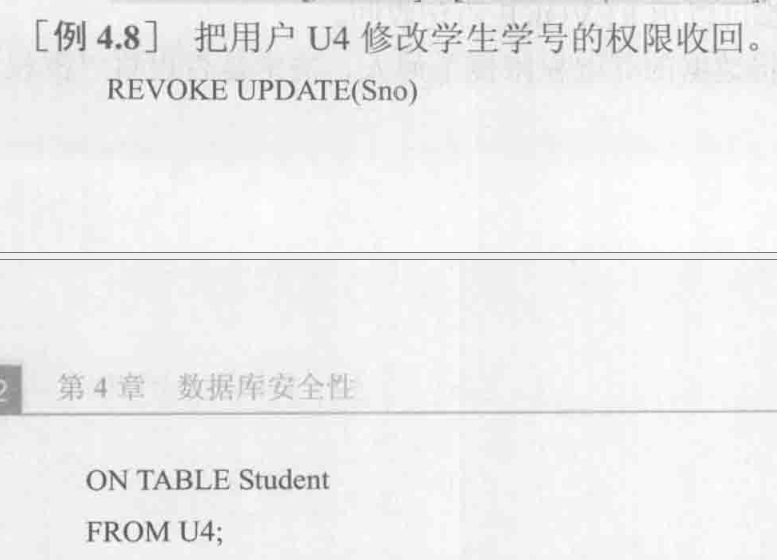 [例 4.8] 把用户 U4 修改学生学号的权限收回。
REVOKE UPDATE(Sno)
2
第 4 章 数据库安全性
ON TABLE Student
FROM U4;